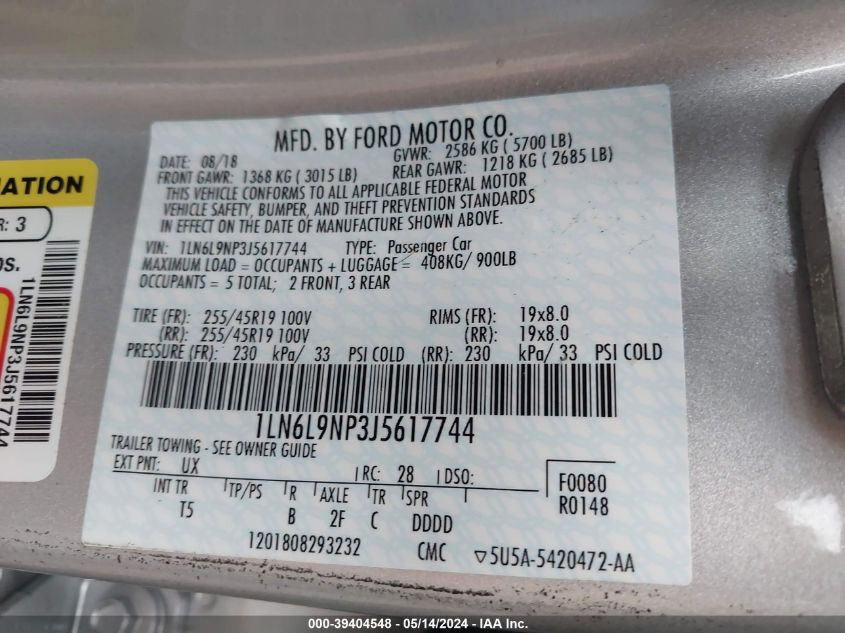 MFD. BY FORD MOTOR CO.
DATE: 08/18 GVWR: 2586 KG ( 5700 LB)
FRONT GAWR: 1368 KG ( 3015 LB) REAR GAWR: 1218 KG ( 2685 LB)
THIS VEHICLE CONFORMS TO ALL APPLICABLE FEDERAL MOTOR
VEHICLE SAFETY, BUMPER, AND THEFT PREVENTION STANDARDS
IN EFFECT ON THE DATE OF MANUFACTURE SHOWN ABOVE.
VIN: 1LN6L9NP3J5617744 TYPE: Passenger Car
MAXIMUM LOAD = OCCUPANTS + LUGGAGE = 408KG/ 900LB
OCCUPANTS = 5 TOTAL; 2 FRONT, 3 REAR
TIRE (FR): 255/45R19 100V RIMS (FR): 19x8.0
(RR): 255/45R19 100V (RR): 19x8.0
PRESSURE (FR): 230 kPa/ 33 PSI COLD (RR): 230 kPa/ 33 PSI COLD
1LN6L9NP3J5617744
TRAILER TOWING - SEE OWNER GUIDE
EXT PNT: UX RC: 28 DSO: F0080
R0148
INT TR TP/PS R AXLE TR SPR
T5 B 2F C DDDD
1201808293232 CMC ▽5U5A-5420472-AA
R: 3
1LN6L9NP3J5617744
000-39404548 - 05/14/2024 - IAA Inc.